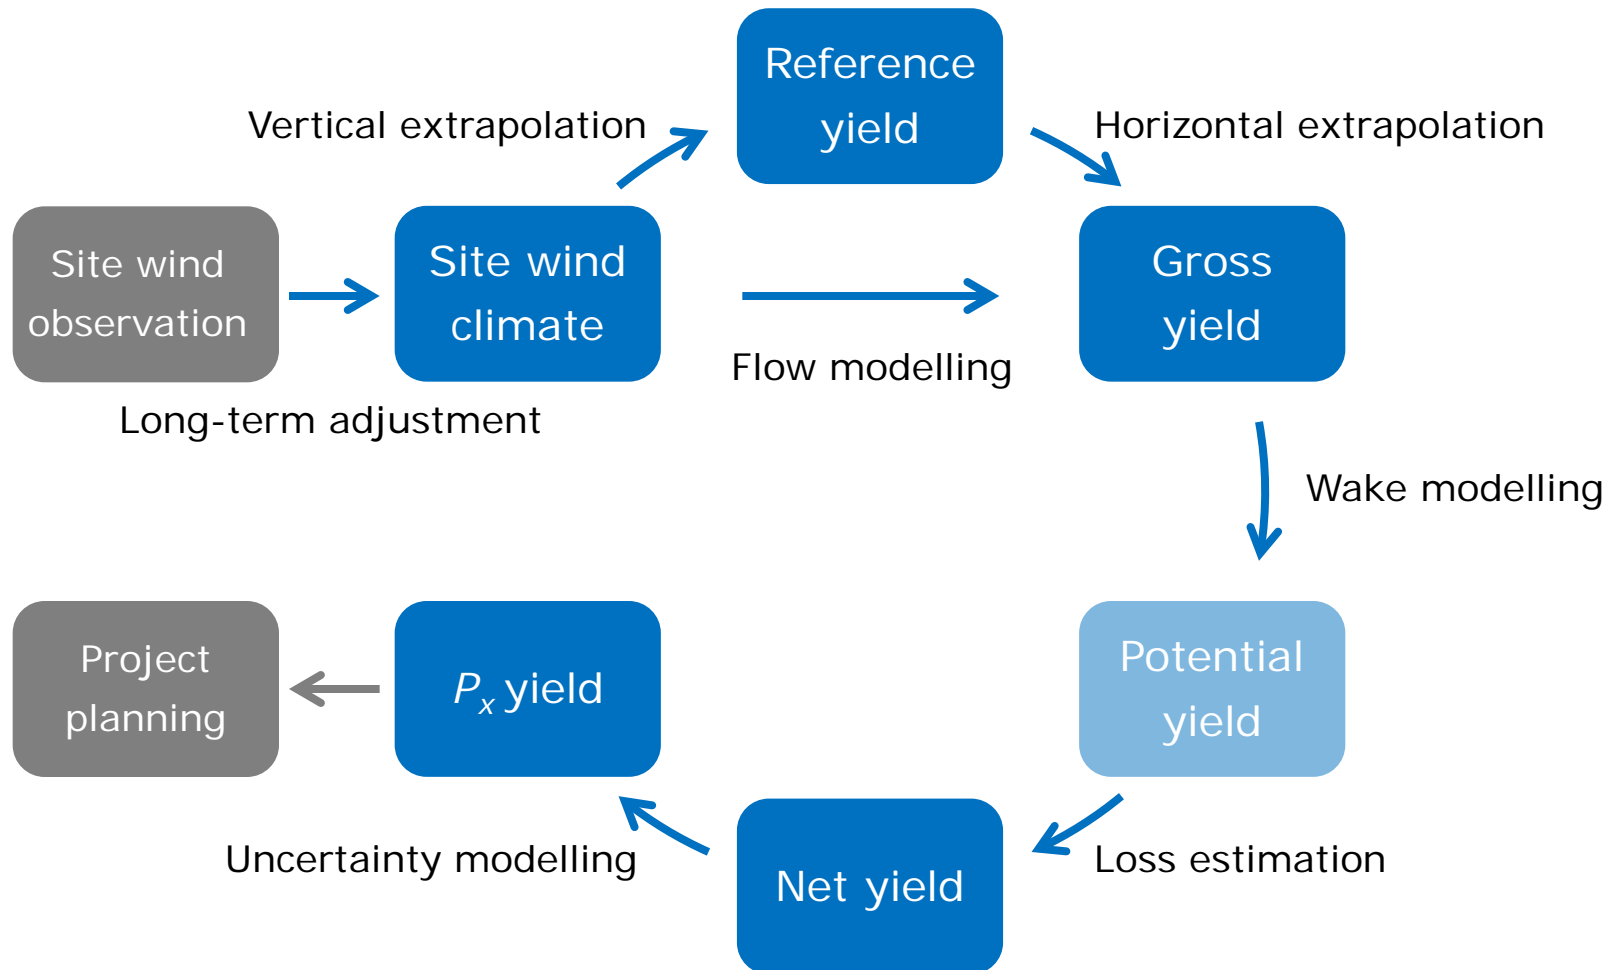 Reference
yield
Vertical extrapolation
Horizontal extrapolation
Site wind
observation
Site wind
climate
Gross
yield
Flow modelling
Long-term adjustment
Wake modelling
Potential
yield
Project
planning
Px yield
Uncertainty modelling
Loss estimation
Net yield